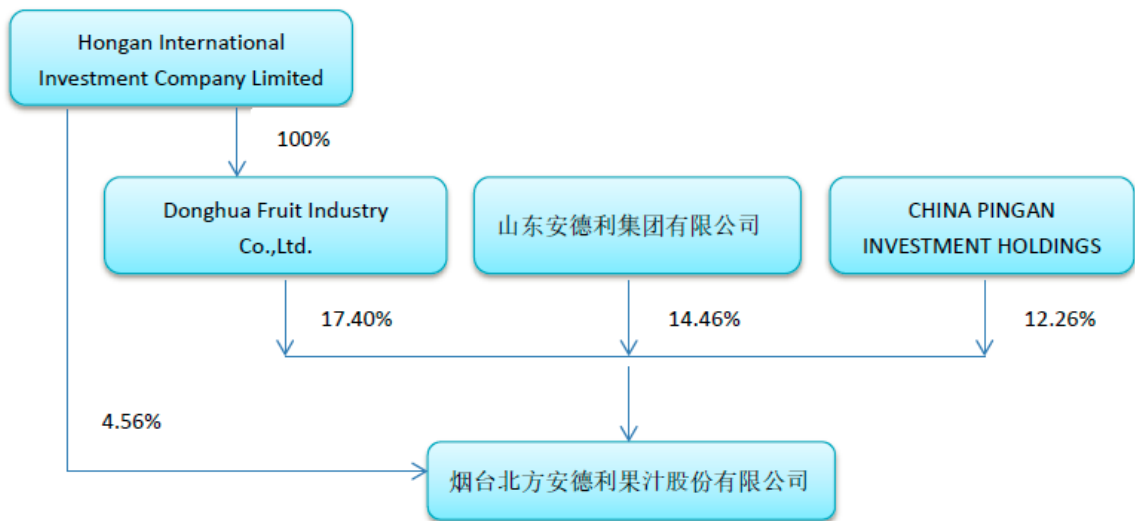 Hongan International
Investment Company Limited
100%
Donghua Fruit Industry
Co.,Ltd.
山东安德利集团有限公司
CHINA PINGAN
INVESTMENT HOLDINGS
17.40%
14.46%
12.26%
4.56%
烟台北方安德利果汁股份有限公司